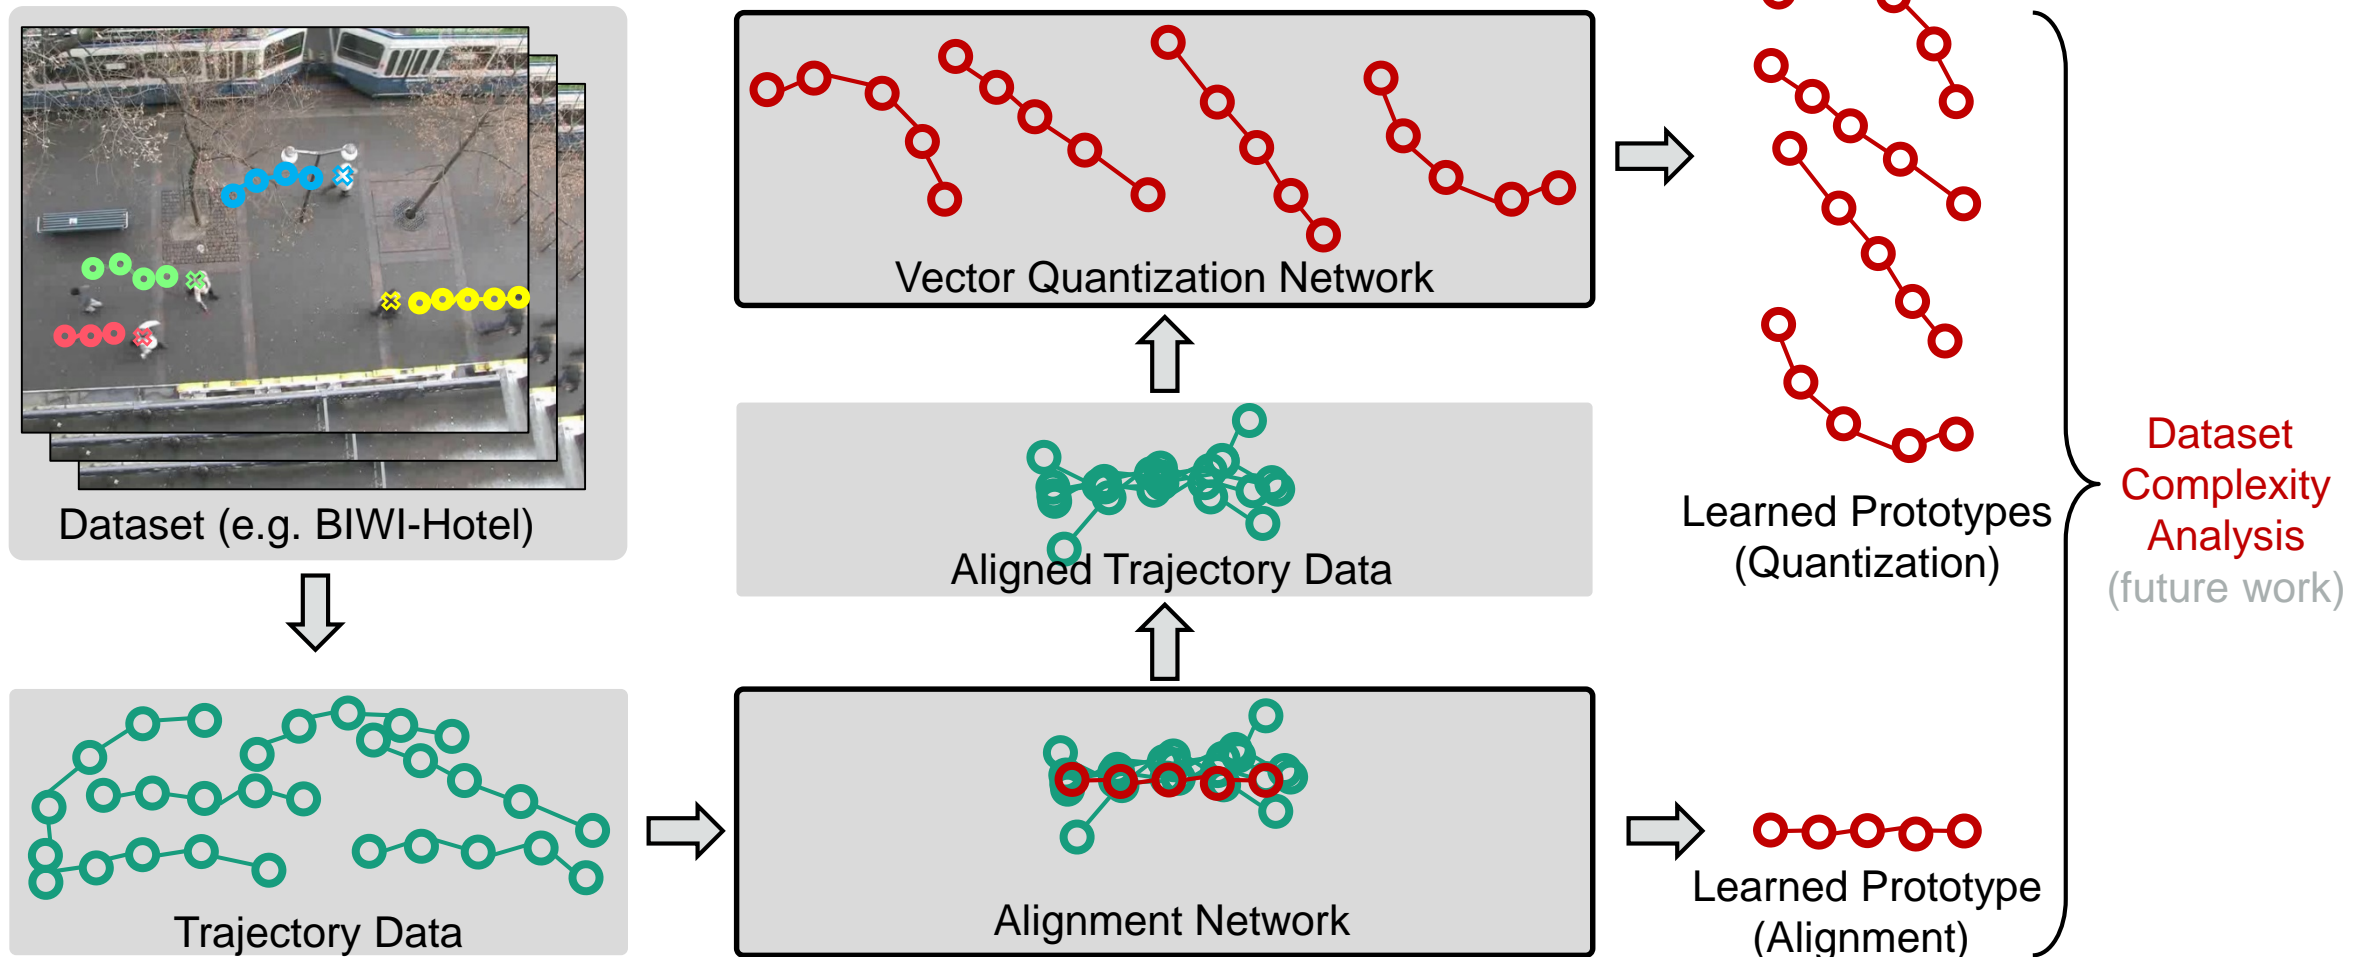 Dataset (e.g. BIWI-Hotel)
Trajectory Data
Vector Quantization Network
Aligned Trajectory Data
Alignment Network
Learned Prototypes
(Quantization)
Learned Prototype
(Alignment)
Dataset
Complexity
Analysis
(future work)